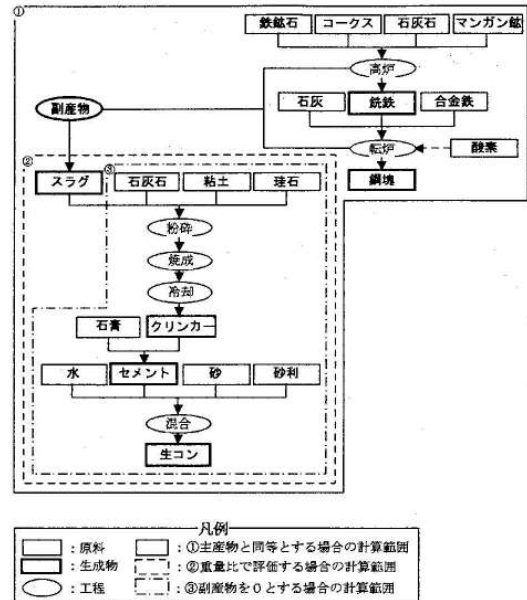 ①
鉄鉱石 コークス 石灰石 マンガン鉱
高炉
副産物
石灰 銑鉄 合金鉄
転炉 酸素
鋼塊
②
③
スラグ 石灰石 粘土 珪石
粉砕
焼成
冷却
石膏 クリンカー
水 セメント 砂 砂利
混合
生コン
凡例
：原料 ：①主産物と同等とする場合の計算範囲
：生成物 ：②重量比で評価する場合の計算範囲
：工程 ：③副産物を0とする場合の計算範囲